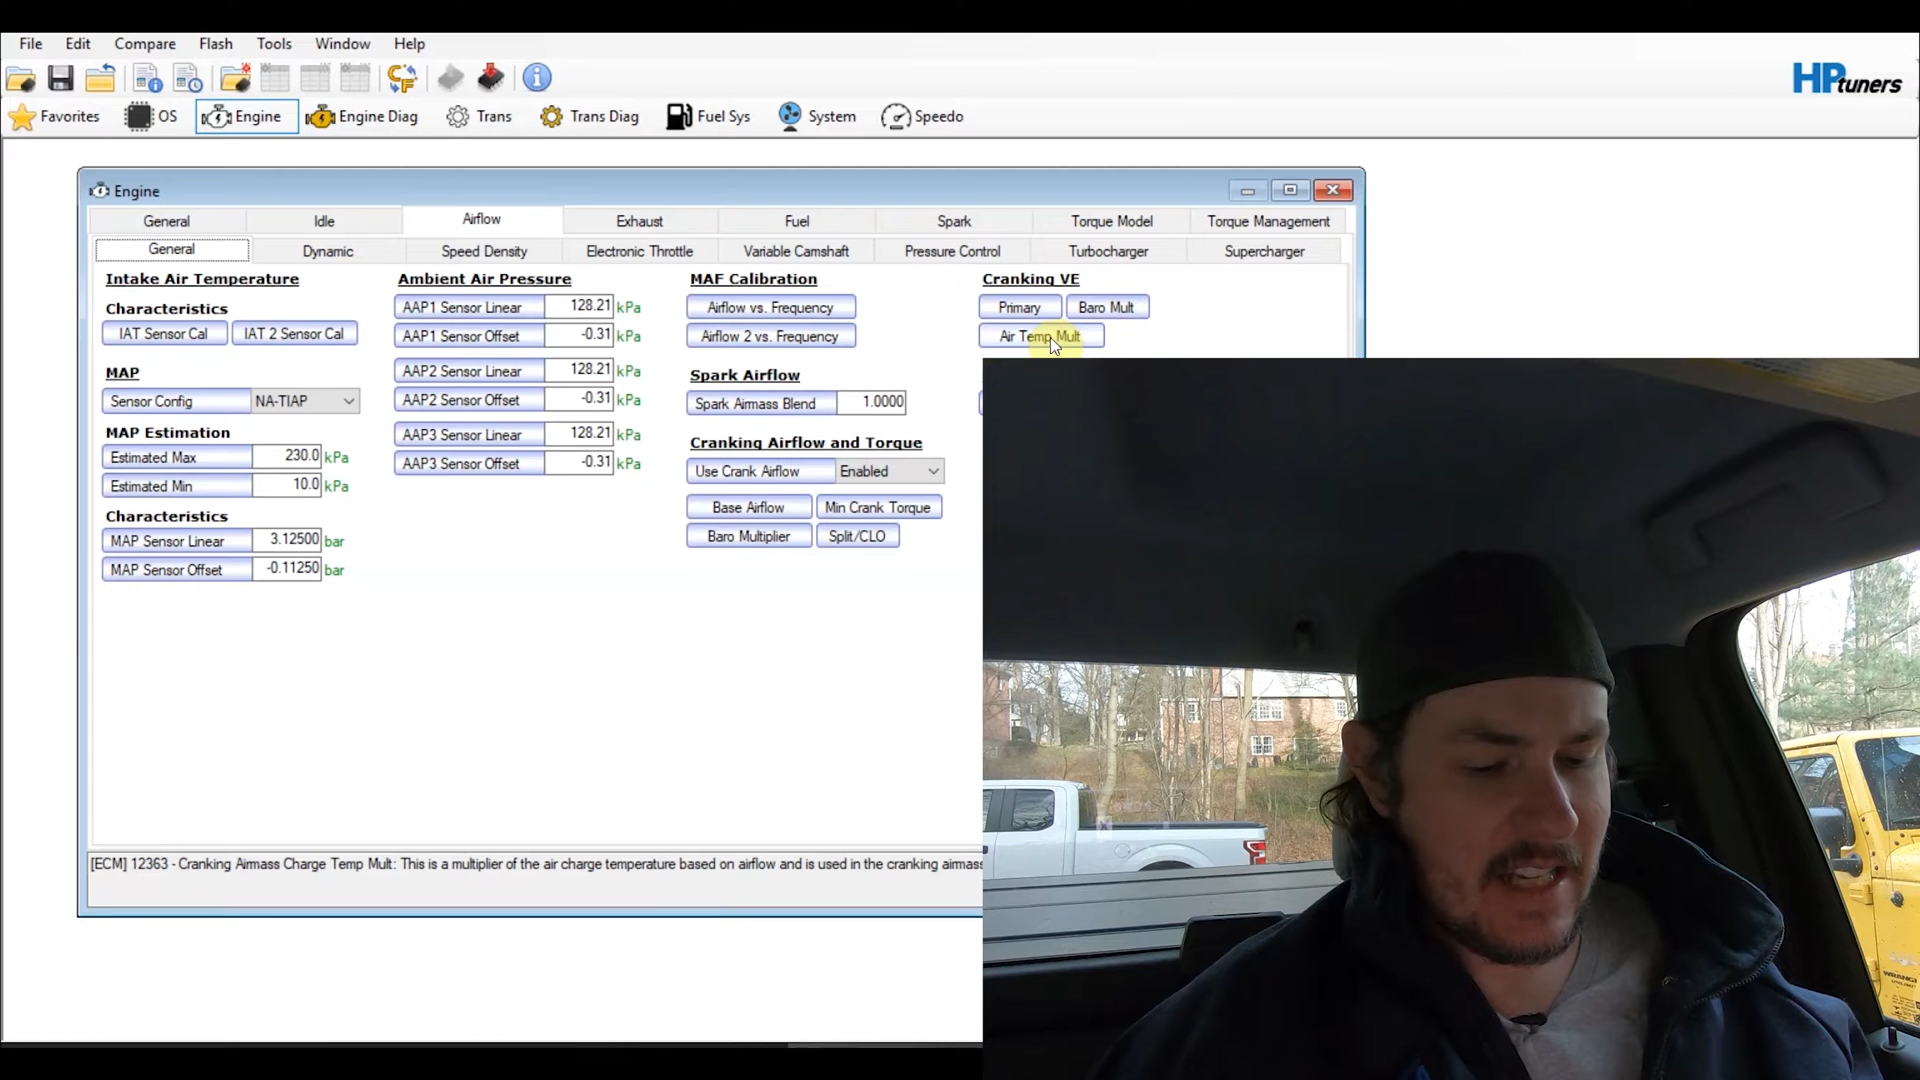 File Edit Compare Flash Tools Window Help
HPtuners
Favorites OS Engine Engine Diag Trans Trans Diag Fuel Sys System Speedo
Engine
General Idle Airflow Exhaust Fuel Spark Torque Model Torque Management
General Dynamic Speed Density Electronic Throttle Variable Camshaft Pressure Control Turbocharger Supercharger
Intake Air Temperature
Characteristics
IAT Sensor Cal IAT 2 Sensor Cal
MAP
Sensor Config NA-TIAP
MAP Estimation
Estimated Max 230.0 kPa
Estimated Min 10.0 kPa
Characteristics
MAP Sensor Linear 3.12500 bar
MAP Sensor Offset -0.11250 bar
Ambient Air Pressure
AAP1 Sensor Linear 128.21 kPa
AAP1 Sensor Offset -0.31 kPa
AAP2 Sensor Linear 128.21 kPa
AAP2 Sensor Offset -0.31 kPa
AAP3 Sensor Linear 128.21 kPa
AAP3 Sensor Offset -0.31 kPa
MAF Calibration
Airflow vs. Frequency
Airflow 2 vs. Frequency
Spark Airflow
Spark Airmass Blend 1.0000
Cranking Airflow and Torque
Use Crank Airflow Enabled
Base Airflow Min Crank Torque
Baro Multiplier Split/CLO
Cranking VE
Primary Baro Mult
Air Temp Mult
[ECM] 12363 - Cranking Airmass Charge Temp Mult: This is a multiplier of the air charge temperature based on airflow and is used in the cranking airmass